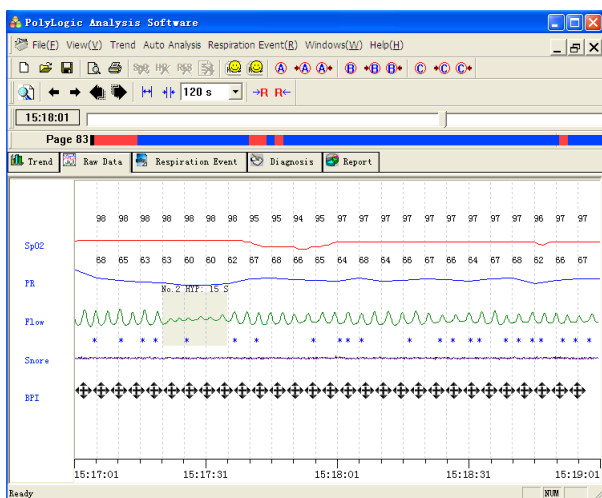 PolyLogic Analysis Software
File(F) View(V) Trend Auto Analysis Respiration Event(R) Windows(W) Help(H)
120 s
15:18:01
Page 83
Trend Raw Data Respiration Event Diagnosis Report
98 98 98 98 98 98 98 95 95 94 95 97 97 97 97 97 97 97 97 97 96 97 97
SpO2
68 65 63 63 60 60 62 67 68 66 68 64 68 66 64 66 66 64 67 68 62 66 67
PR
No.2 HYP: 15 S
Flow
Snore
BPI
15:17:01 15:17:31 15:18:01 15:18:31 15:19:01
Ready NUM